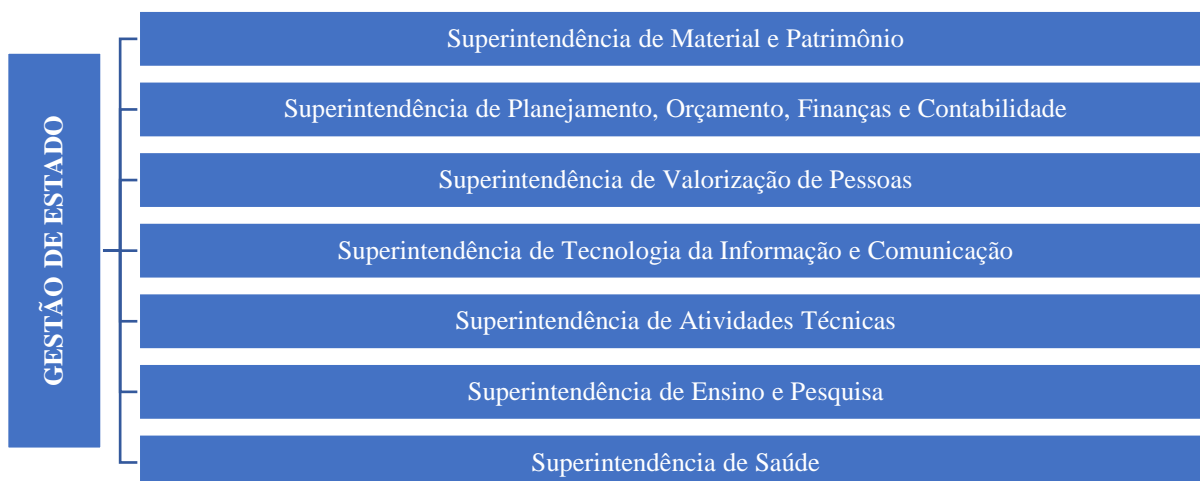 GESTÃO DE ESTADO
Superintendência de Material e Patrimônio
Superintendência de Planejamento, Orçamento, Finanças e Contabilidade
Superintendência de Valorização de Pessoas
Superintendência de Tecnologia da Informação e Comunicação
Superintendência de Atividades Técnicas
Superintendência de Ensino e Pesquisa
Superintendência de Saúde